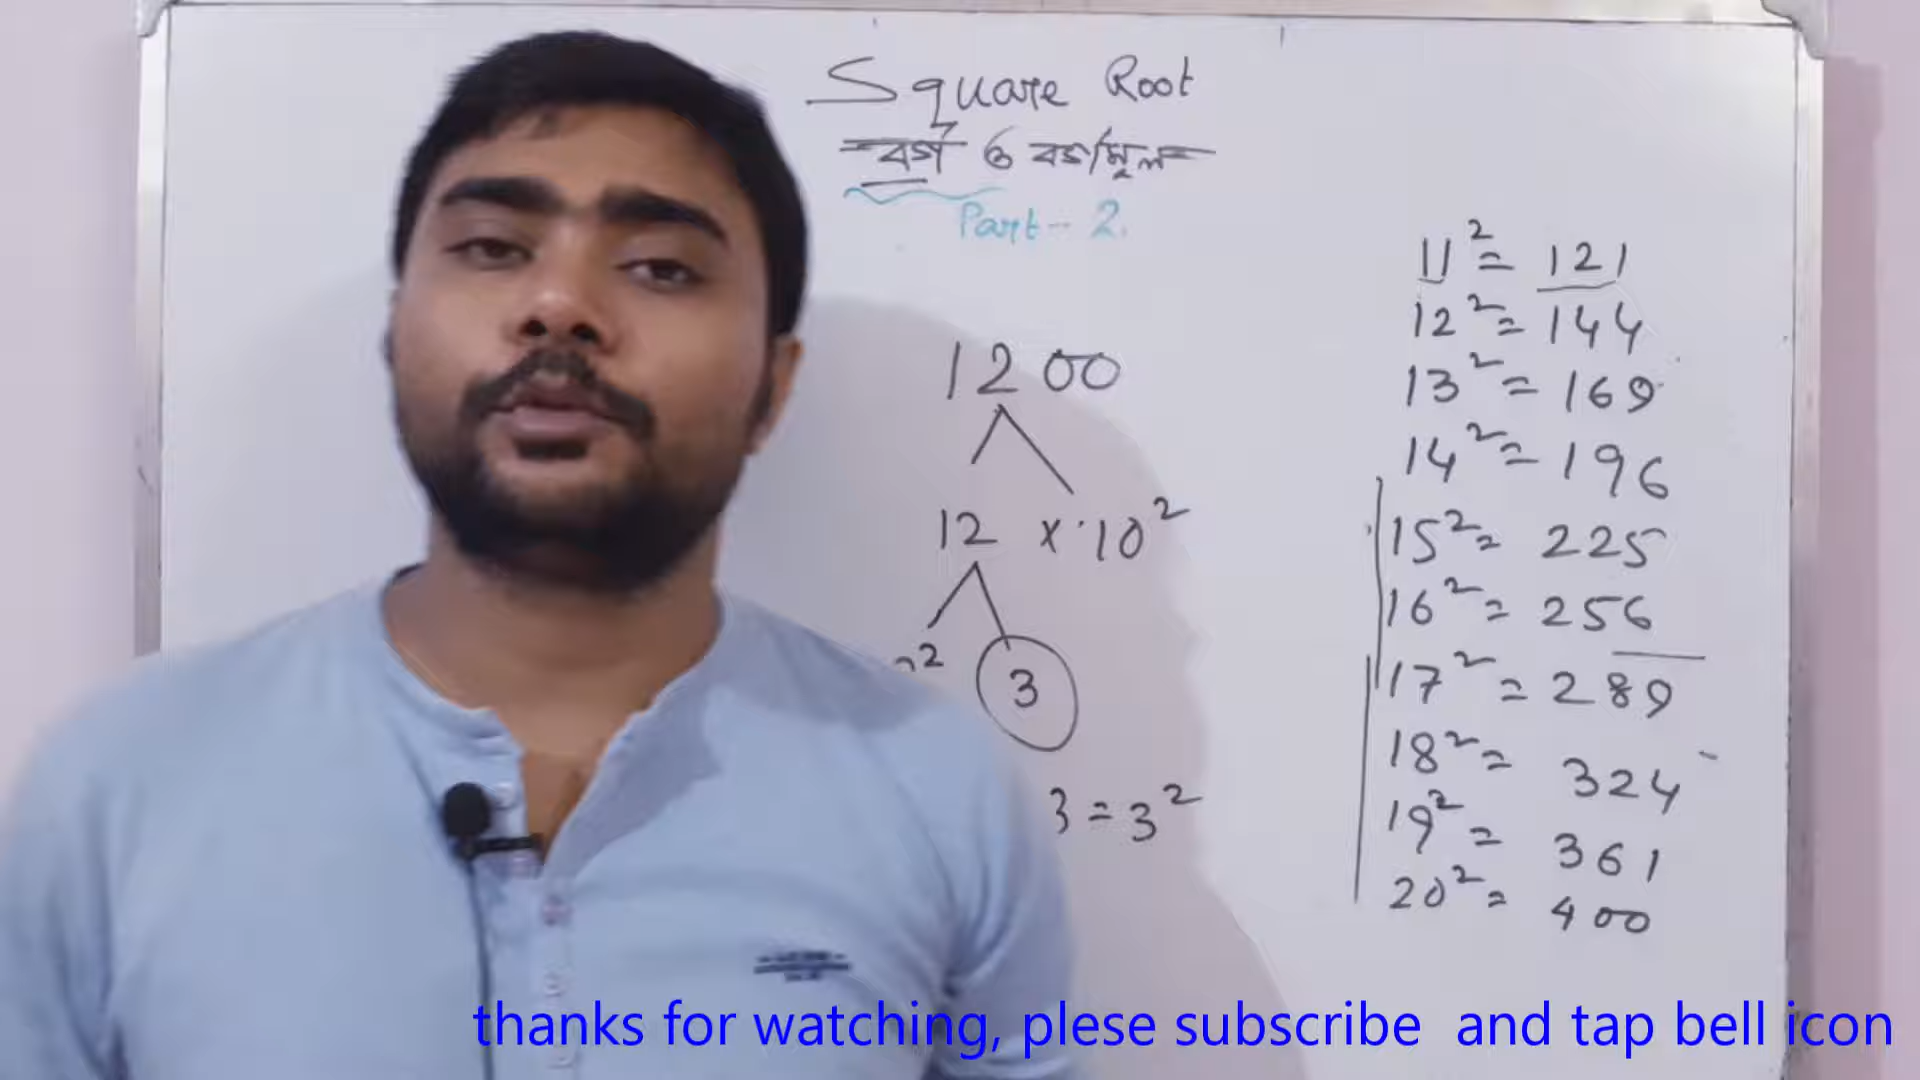 Square Root
বর্গ ও বর্গমূল
Part-2.
1200
12 x 10²
3
3 = 3²
11² = 121
12² = 144
13² = 169
14² = 196
15² = 225
16² = 256
17² = 289
18² = 324
19² = 361
20² = 400
thanks for watching, plese subscribe and tap bell icon